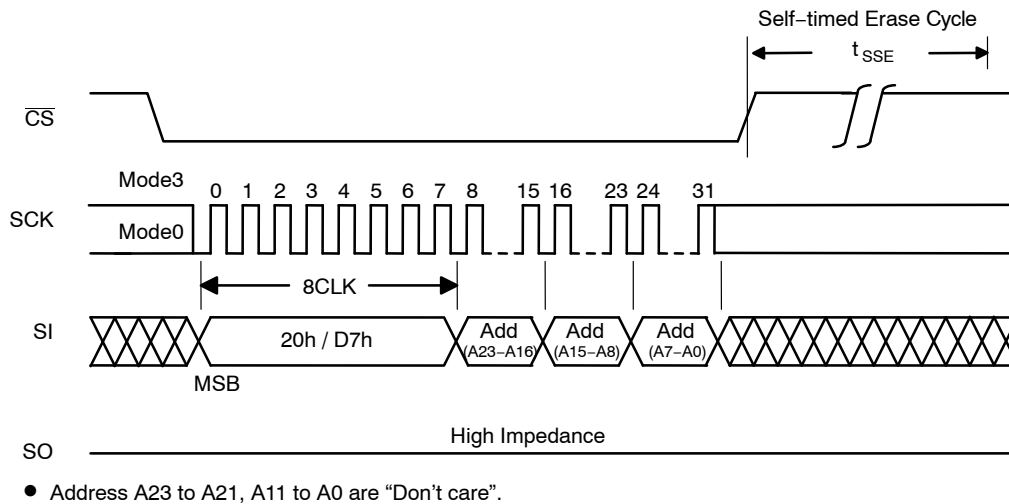 Self−timed Erase Cycle
t SSE
CS
Mode3
0 1 2 3 4 5 6 7 8 15 16 23 24 31
SCK
Mode0
8CLK
SI
20h / D7h
Add
(A23−A16)
Add
(A15−A8)
Add
(A7−A0)
MSB
High Impedance
SO
● Address A23 to A21, A11 to A0 are “Don’t care”.